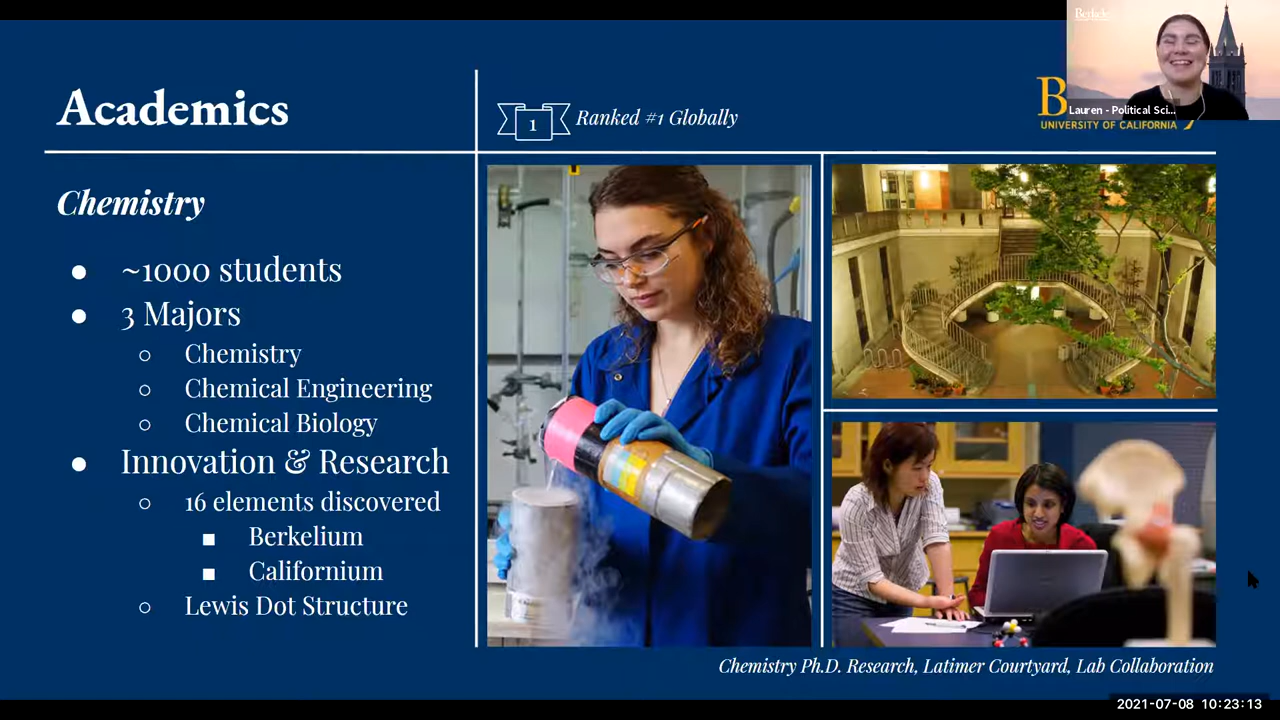 Academics
1
Ranked #1 Globally
B
UNIVERSITY OF CALIFORNIA
Lauren - Political Sci...
Chemistry
● ~1000 students
● 3 Majors
○ Chemistry
○ Chemical Engineering
○ Chemical Biology
● Innovation & Research
○ 16 elements discovered
■ Berkelium
■ Californium
○ Lewis Dot Structure
Chemistry Ph.D. Research, Latimer Courtyard, Lab Collaboration
2021-07-08 10:23:13